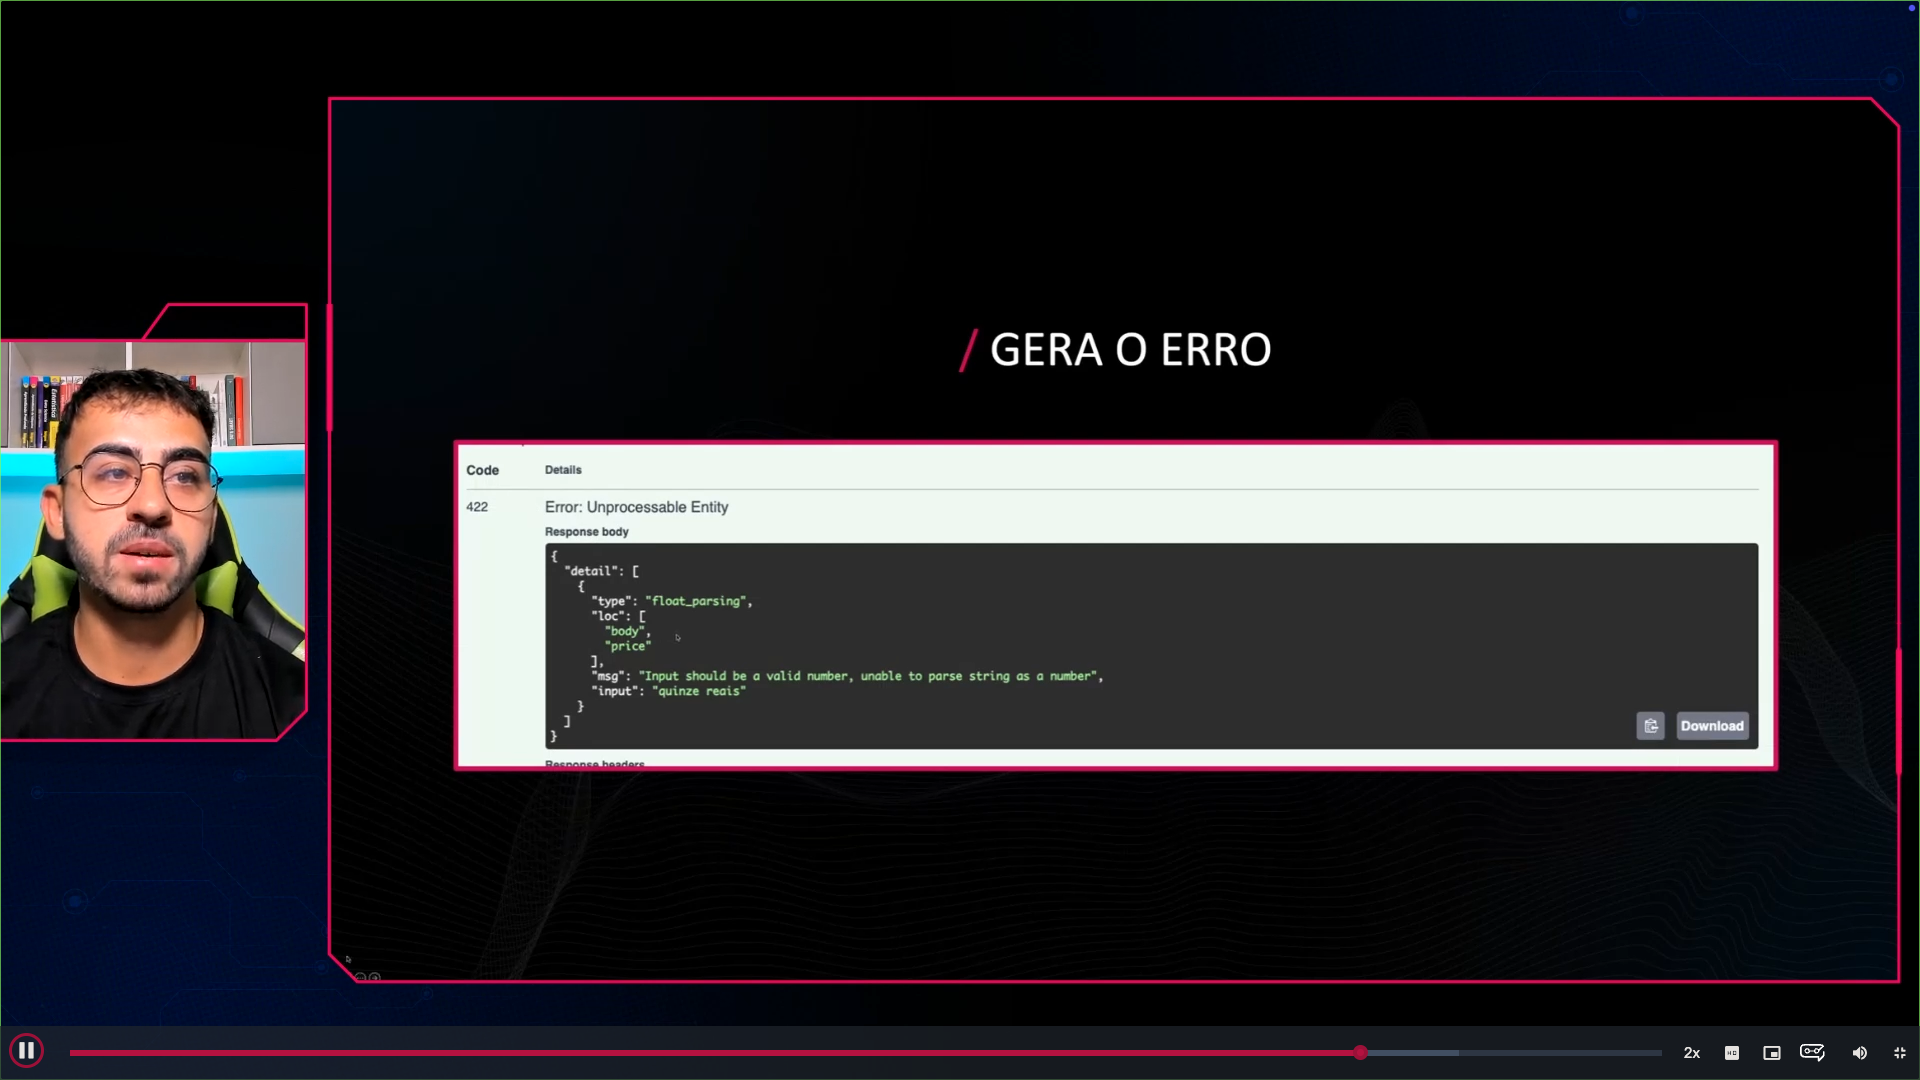 / GERA O ERRO
Code Details
422 Error: Unprocessable Entity
Response body
{
"detail": [
{
"type": "float_parsing",
"loc": [
"body",
"price"
],
"msg": "Input should be a valid number, unable to parse string as a number",
"input": "quinze reais"
}
]
}
Download
Response headers
2x
HD